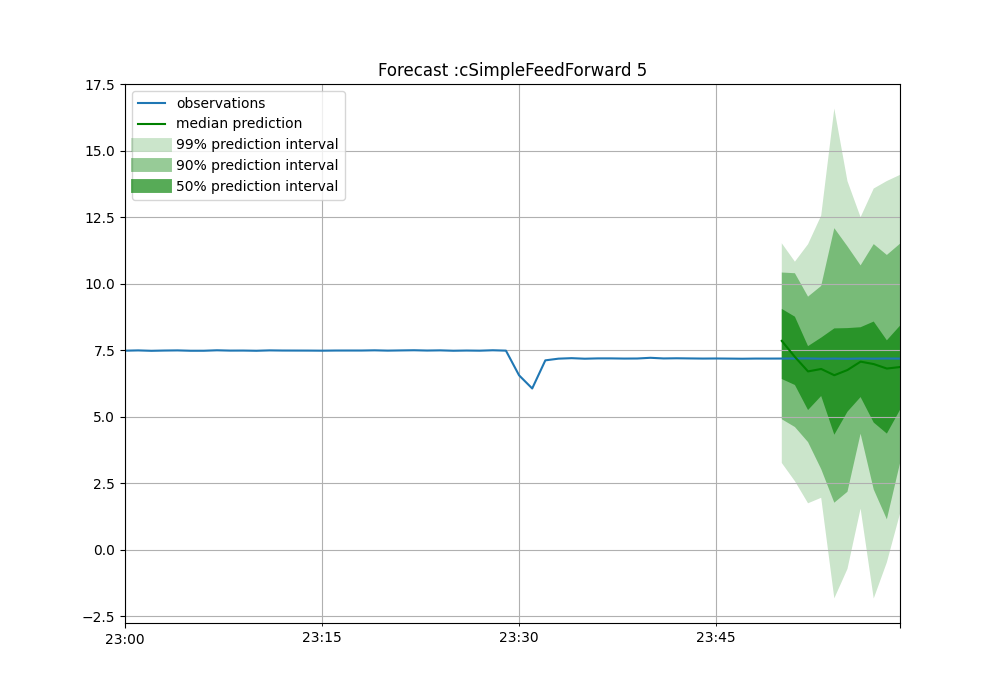 Forecast :cSimpleFeedForward 5
17.5
15.0
12.5
10.0
7.5
5.0
2.5
0.0
−2.5
observations
median prediction
99% prediction interval
90% prediction interval
50% prediction interval
23:00
23:15
23:30
23:45